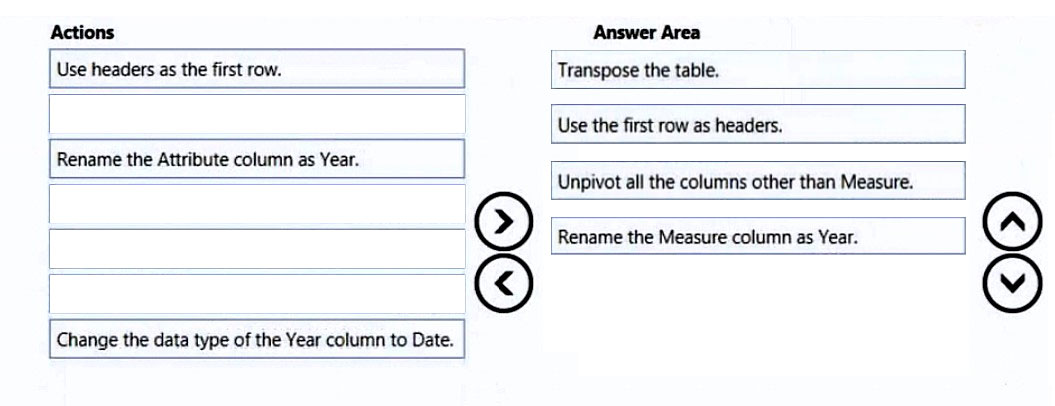 Actions
Use headers as the first row.
Rename the Attribute column as Year.
Change the data type of the Year column to Date.
Answer Area
Transpose the table.
Use the first row as headers.
Unpivot all the columns other than Measure.
Rename the Measure column as Year.